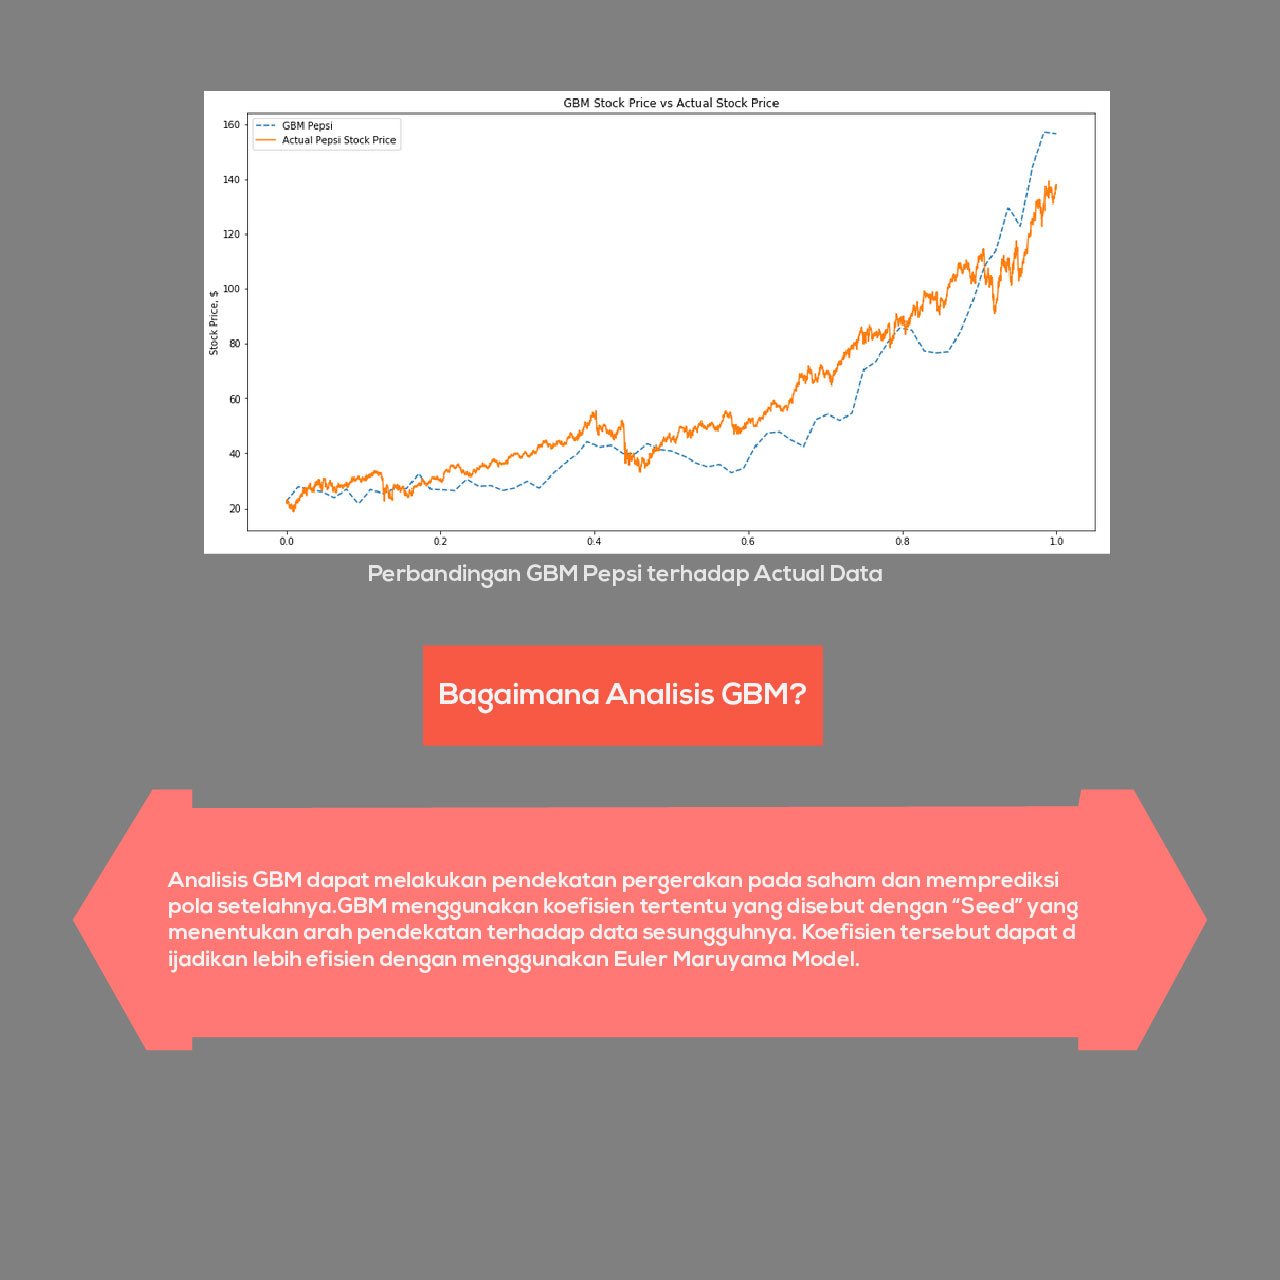 GBM Stock Price vs Actual Stock Price
GBM Pepsi
Actual Pepsi Stock Price
Stock Price, $
160
140
120
100
80
60
40
20
0.0 0.2 0.4 0.6 0.8 1.0
Perbandingan GBM Pepsi terhadap Actual Data
Bagaimana Analisis GBM?
Analisis GBM dapat melakukan pendekatan pergerakan pada saham dan memprediksi
pola setelahnya.GBM menggunakan koefisien tertentu yang disebut dengan “Seed” yang
menentukan arah pendekatan terhadap data sesungguhnya. Koefisien tersebut dapat d
ijadikan lebih efisien dengan menggunakan Euler Maruyama Model.